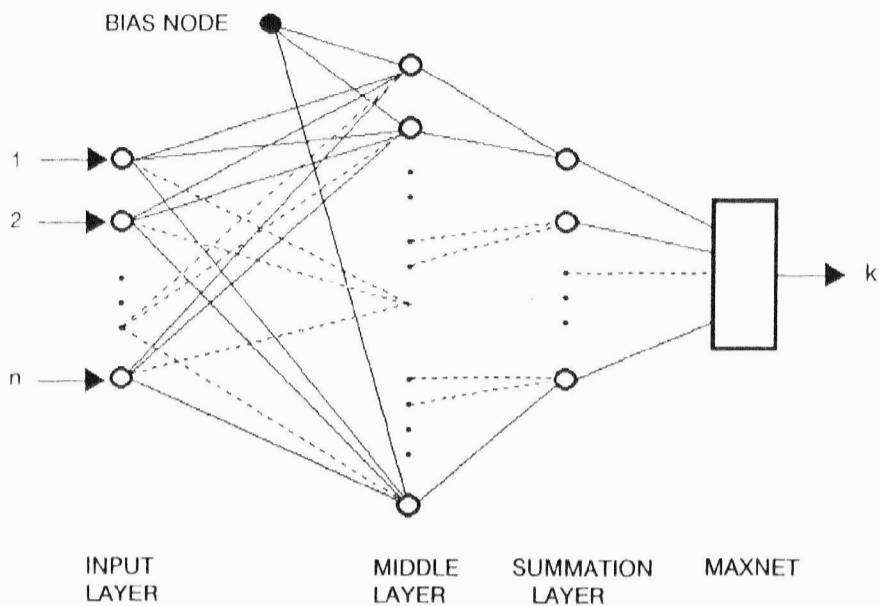 BIAS NODE
1
2
n
k
INPUT
LAYER
MIDDLE
LAYER
SUMMATION
LAYER
MAXNET